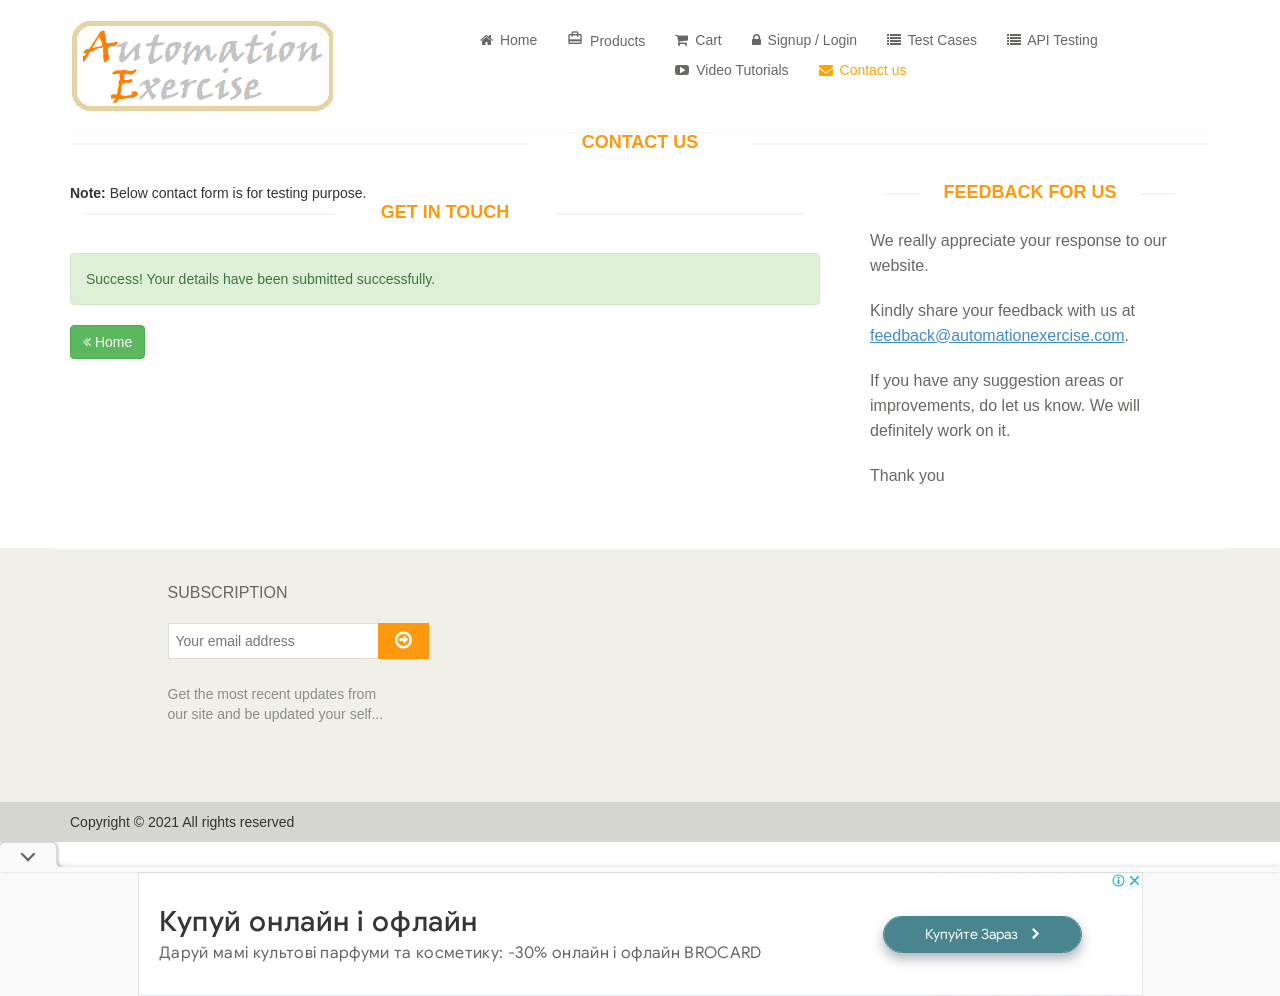 Automation
Exercise
Home
Products
Cart
Signup / Login
Test Cases
API Testing
Video Tutorials
Contact us
CONTACT US
Note: Below contact form is for testing purpose.
GET IN TOUCH
Success! Your details have been submitted successfully.
« Home
FEEDBACK FOR US
We really appreciate your response to our
website.
Kindly share your feedback with us at
feedback@automationexercise.com.
If you have any suggestion areas or
improvements, do let us know. We will
definitely work on it.
Thank you
SUBSCRIPTION
Your email address
Get the most recent updates from
our site and be updated your self...
Copyright © 2021 All rights reserved
Купуй онлайн і офлайн
Даруй мамі культові парфуми та косметику: -30% онлайн і офлайн BROCARD
Купуйте Зараз